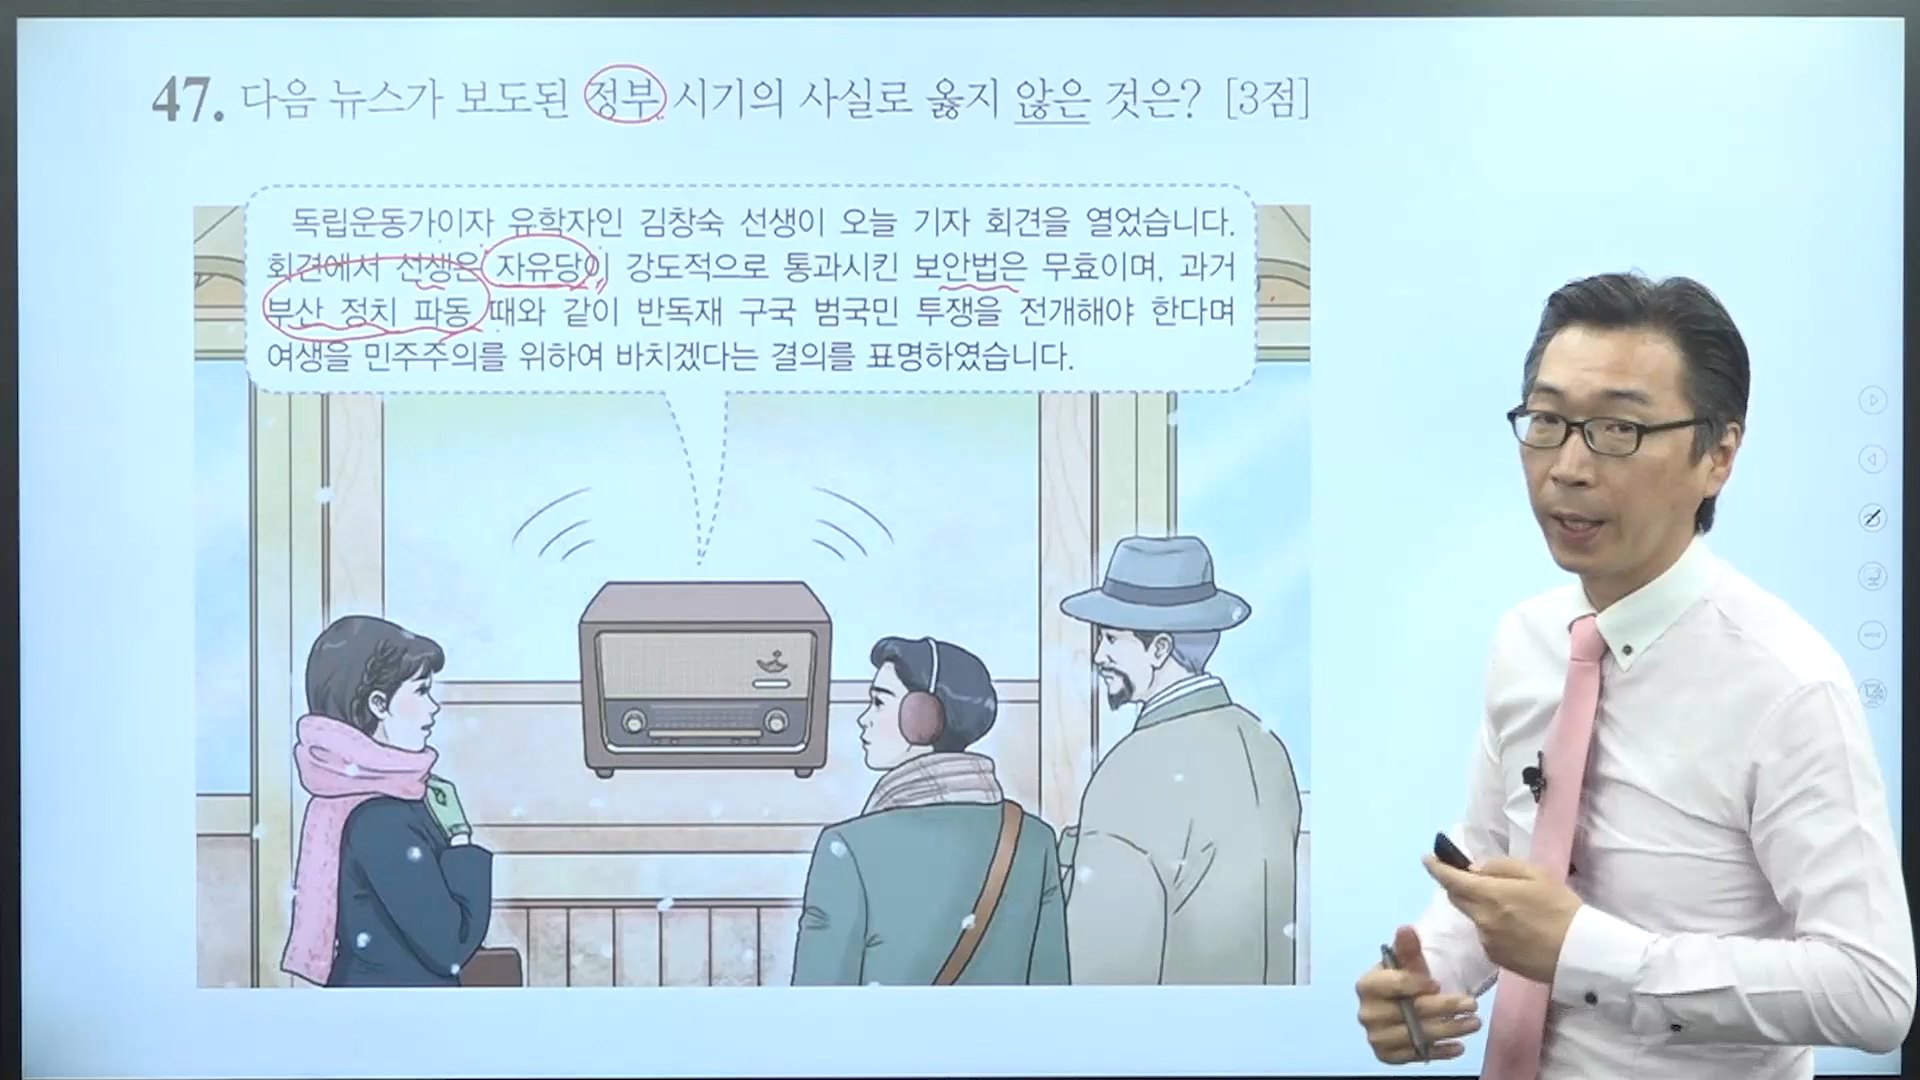 47. 다음 뉴스가 보도된 정부 시기의 사실로 옳지 않은 것은? [3점]
독립운동가이자 유학자인 김창숙 선생이 오늘 기자 회견을 열었습니다.
회견에서 선생은 자유당이 강도적으로 통과시킨 보안법은 무효이며, 과거
부산 정치 파동 때와 같이 반독재 구국 범국민 투쟁을 전개해야 한다며
여생을 민주주의를 위하여 바치겠다는 결의를 표명하였습니다.